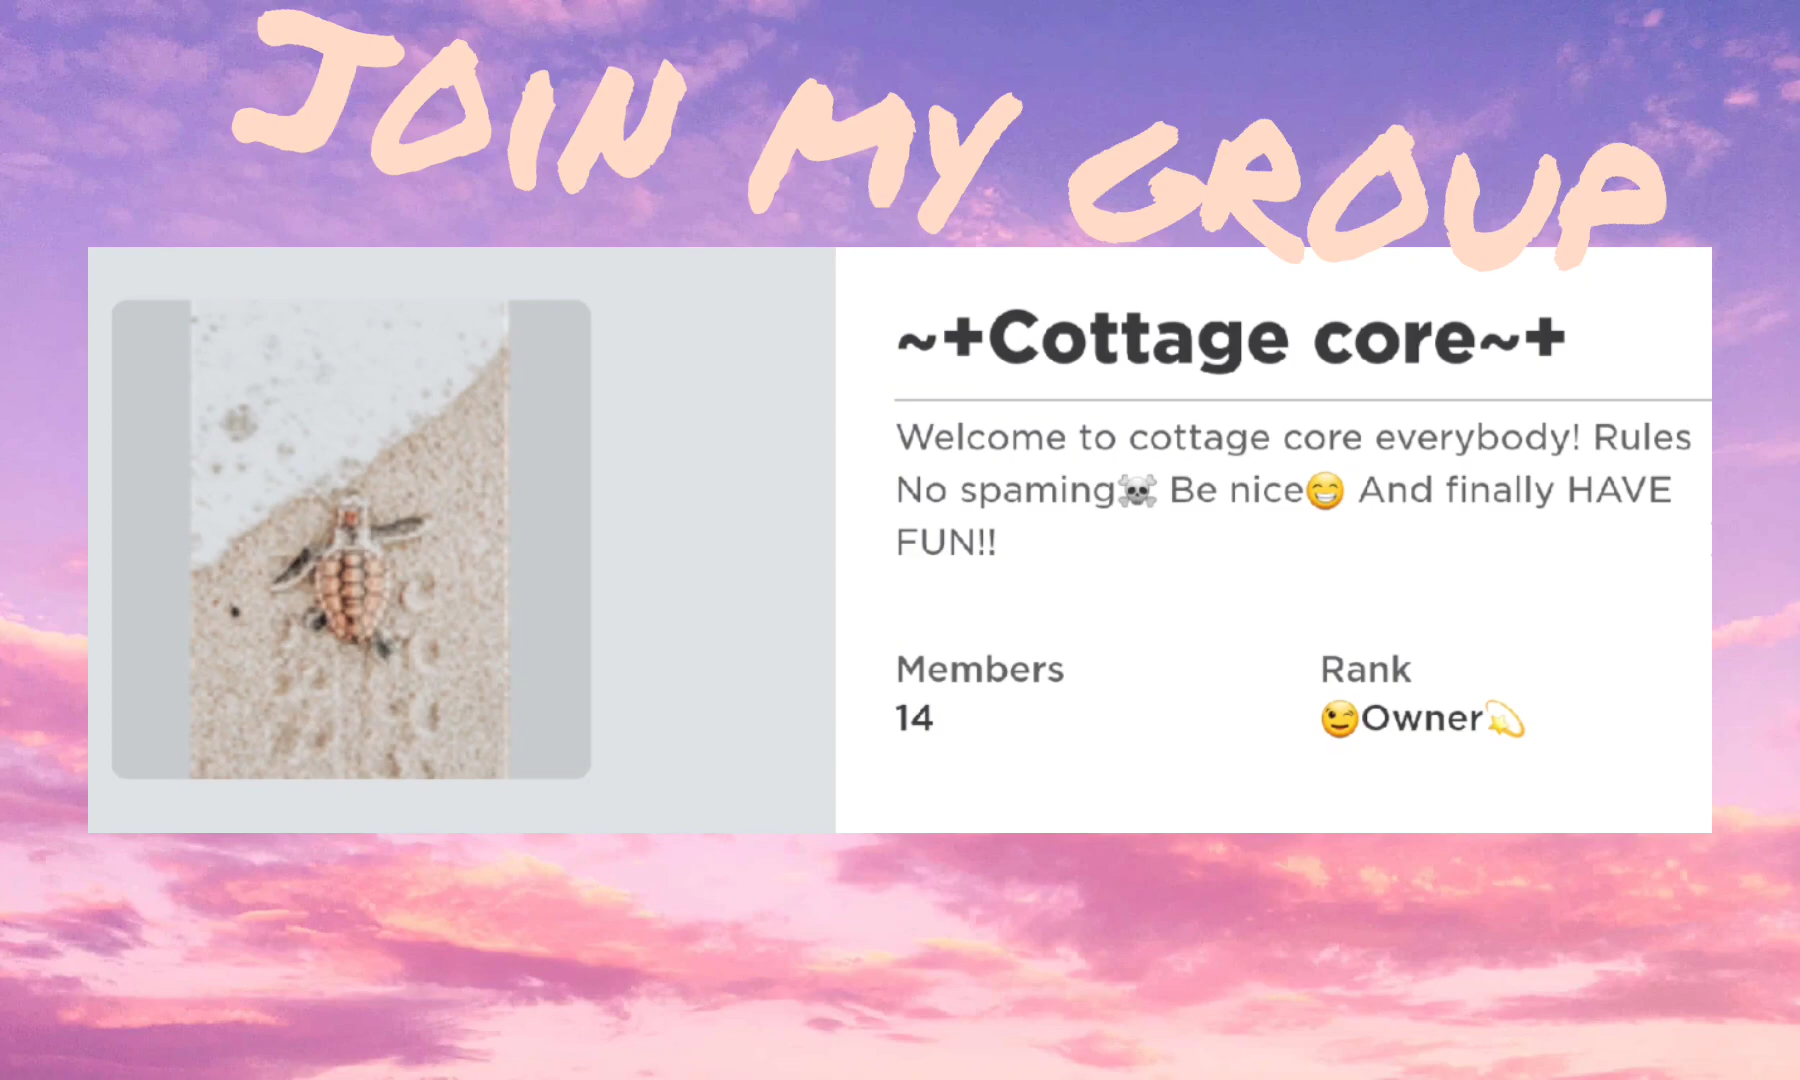 JOIN MY GROUP
~+Cottage core~+
Welcome to cottage core everybody! Rules
No spaming☠️ Be nice😁 And finally HAVE
FUN!!
Members
Rank
14
😉Owner💫